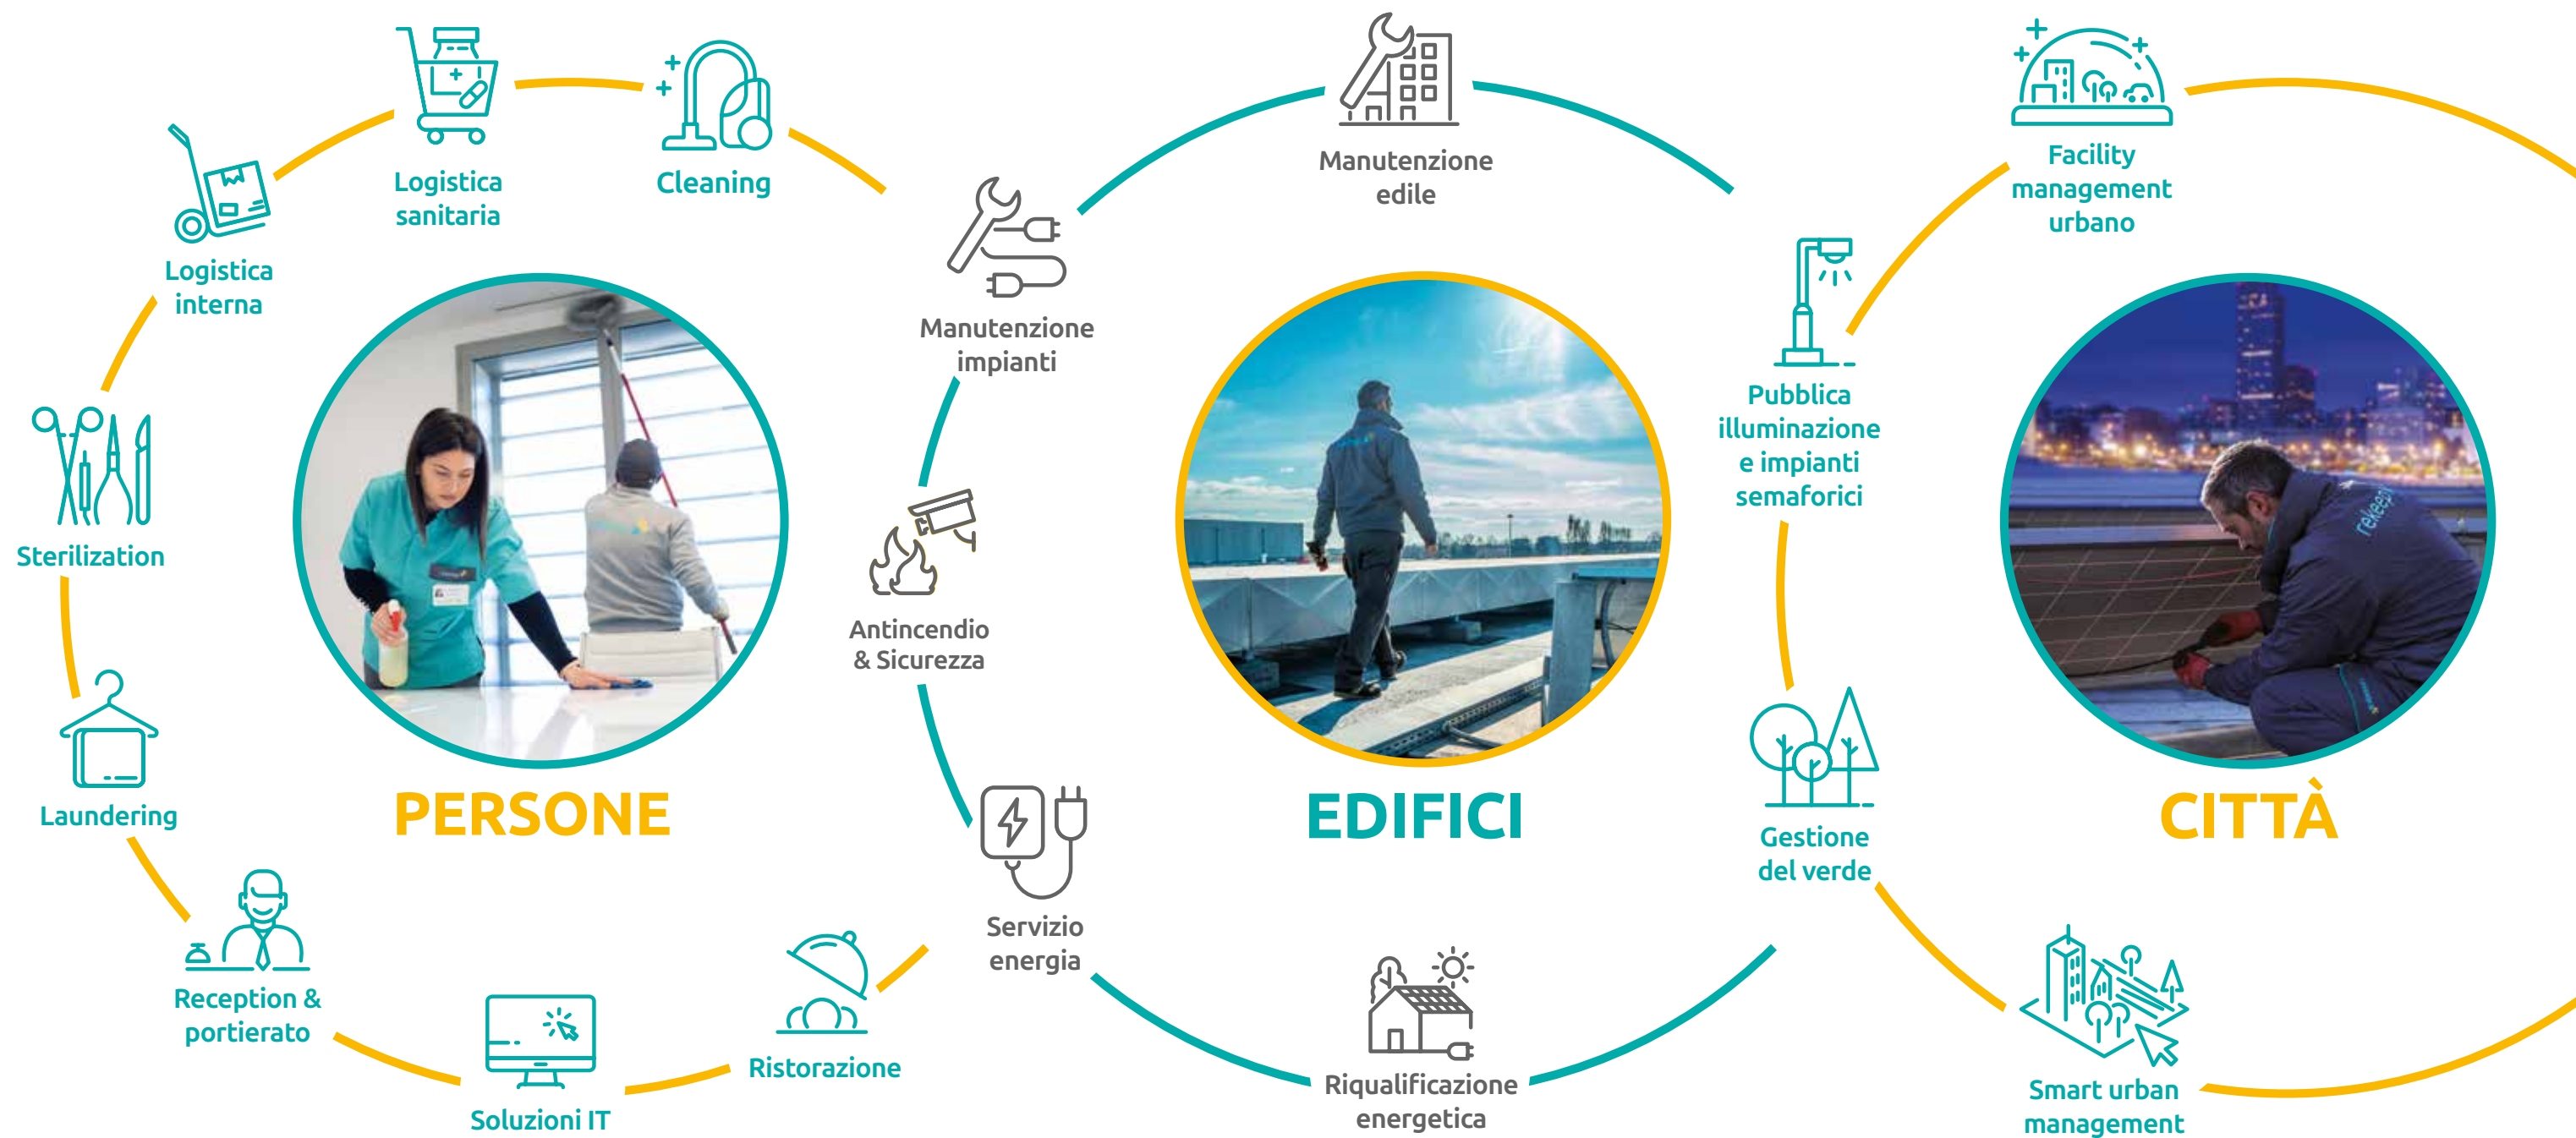 Logistica
sanitaria
Cleaning
Logistica
interna
Sterilization
Laundering
Reception &
portierato
Soluzioni IT
Ristorazione
PERSONE
Manutenzione
impianti
Manutenzione
edile
Antincendio
& Sicurezza
Servizio
energia
Riqualificazione
energetica
EDIFICI
Facility
management
urbano
Pubblica
illuminazione
e impianti
semaforici
Gestione
del verde
Smart urban
management
rekeep
CITTÀ